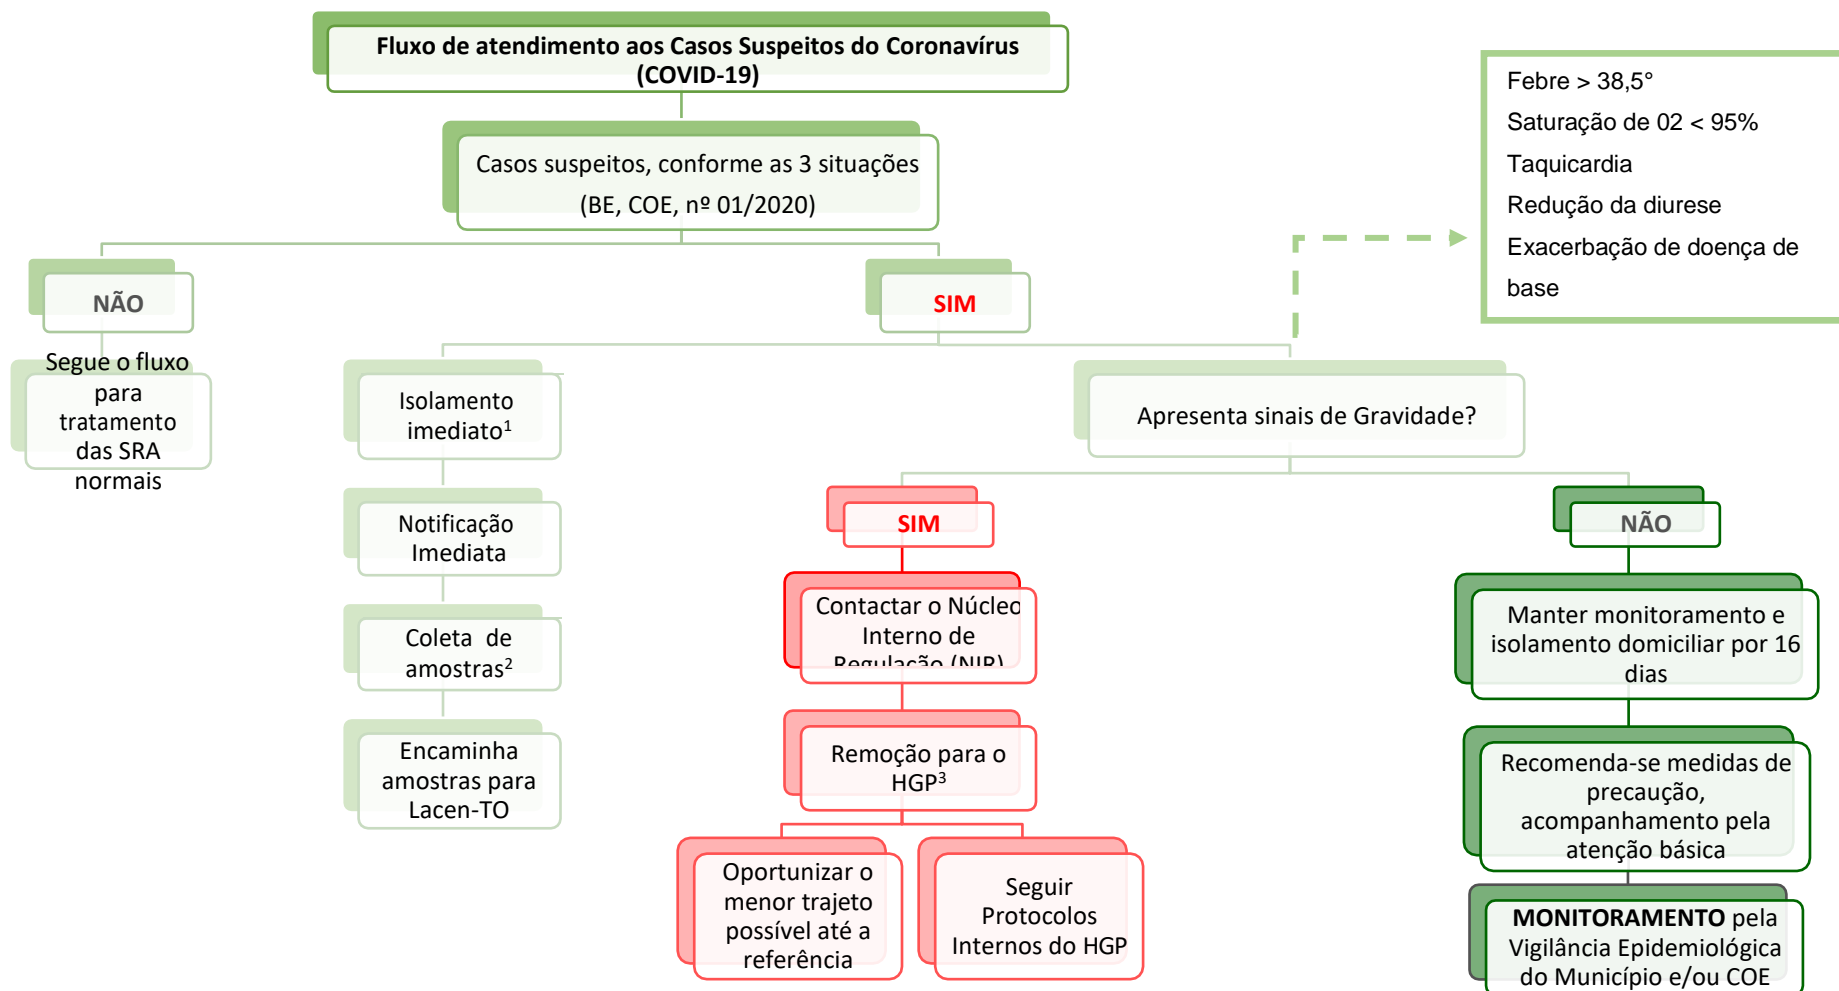 Fluxo de atendimento aos Casos Suspeitos do Coronavírus
(COVID-19)
Febre > 38,5°
Saturação de 02 < 95%
Taquicardia
Redução da diurese
Exacerbação de doença de
base
Casos suspeitos, conforme as 3 situações
(BE, COE, nº 01/2020)
NÃO
SIM
Segue o fluxo
para
tratamento
das SRA
normais
Isolamento
imediato¹
Notificação
Imediata
Coleta de
amostras²
Encaminha
amostras para
Lacen-TO
Apresenta sinais de Gravidade?
SIM
Contactar o Núcleo
Interno de
Regulação (NIR)
Remoção para o
HGP³
Oportunizar o
menor trajeto
possível até a
referência
Seguir
Protocolos
Internos do HGP
NÃO
Manter monitoramento e
isolamento domiciliar por 16
dias
Recomenda-se medidas de
precaução,
acompanhamento pela
atenção básica
MONITORAMENTO pela
Vigilância Epidemiológica
do Município e/ou COE